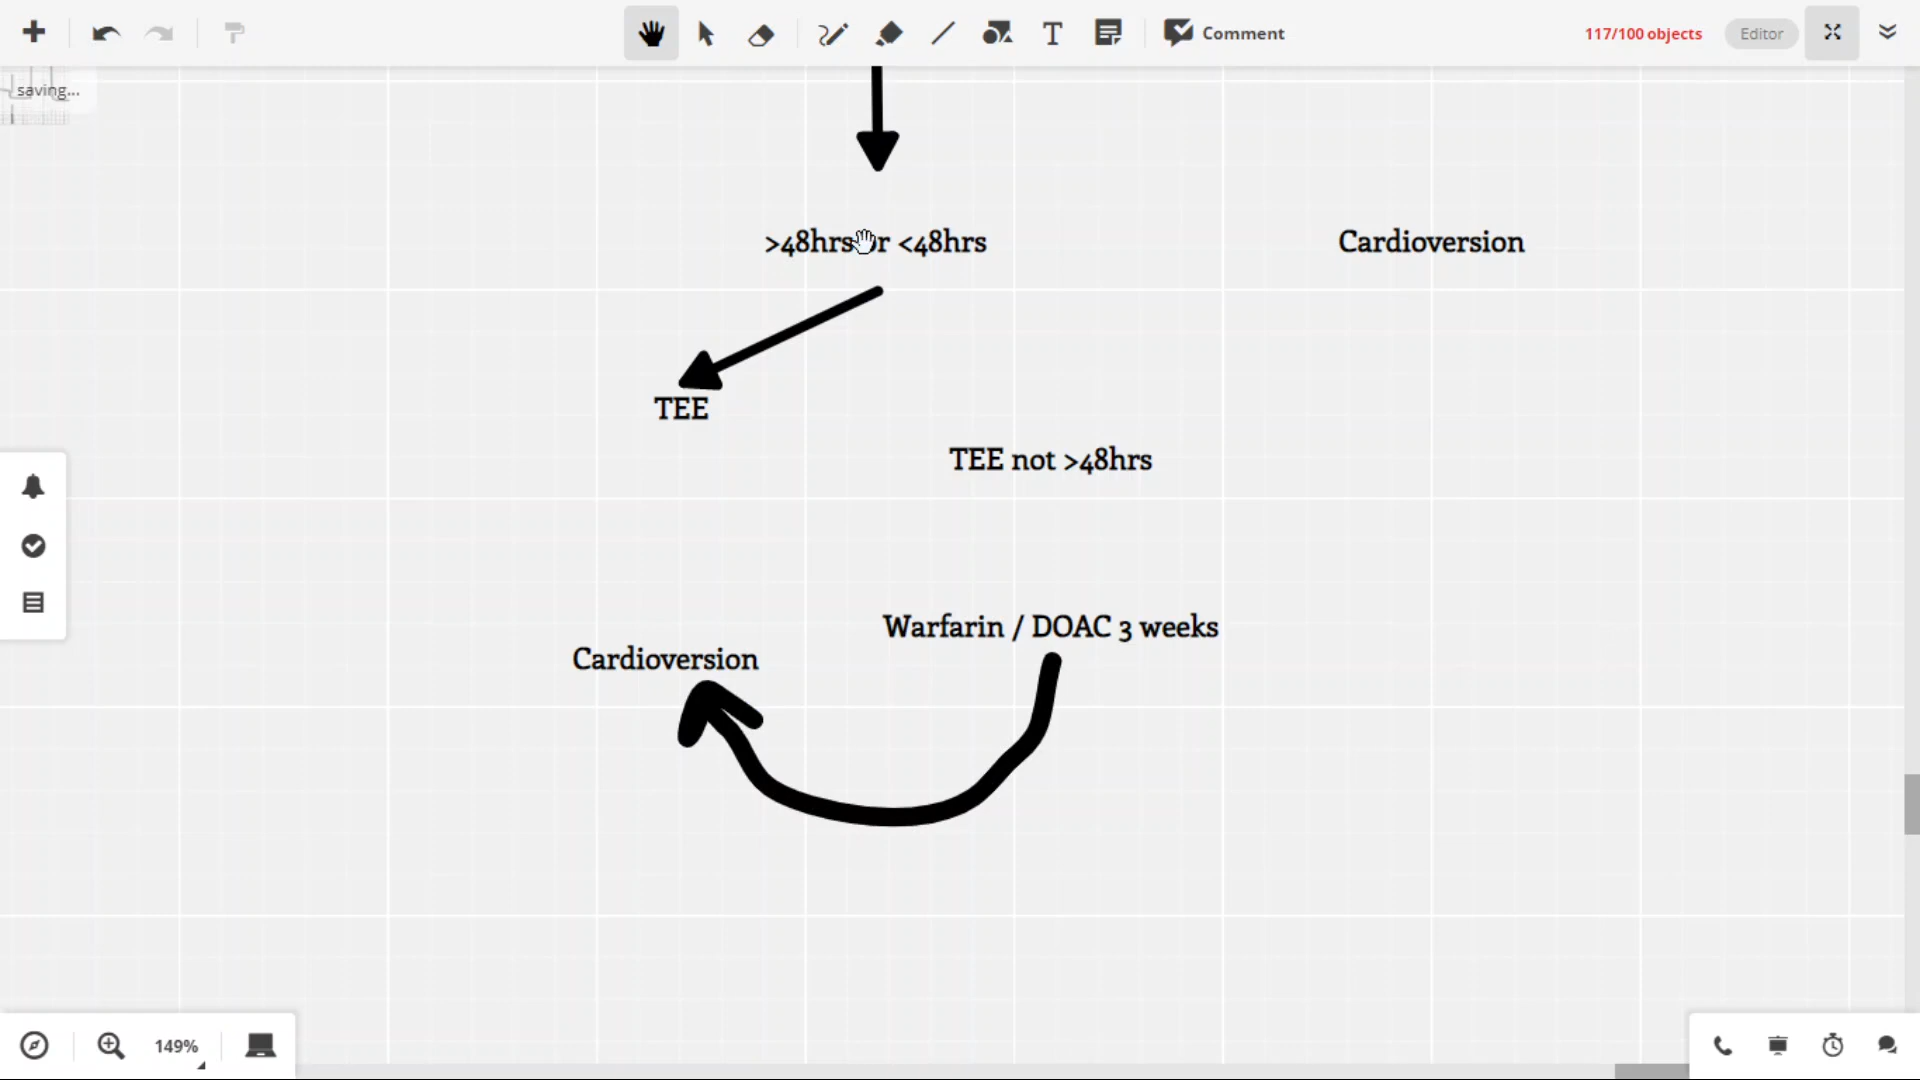 Comment
117/100 objects
Editor
saving...
>48hrs or <48hrs
Cardioversion
TEE
TEE not >48hrs
Warfarin / DOAC 3 weeks
Cardioversion
149%